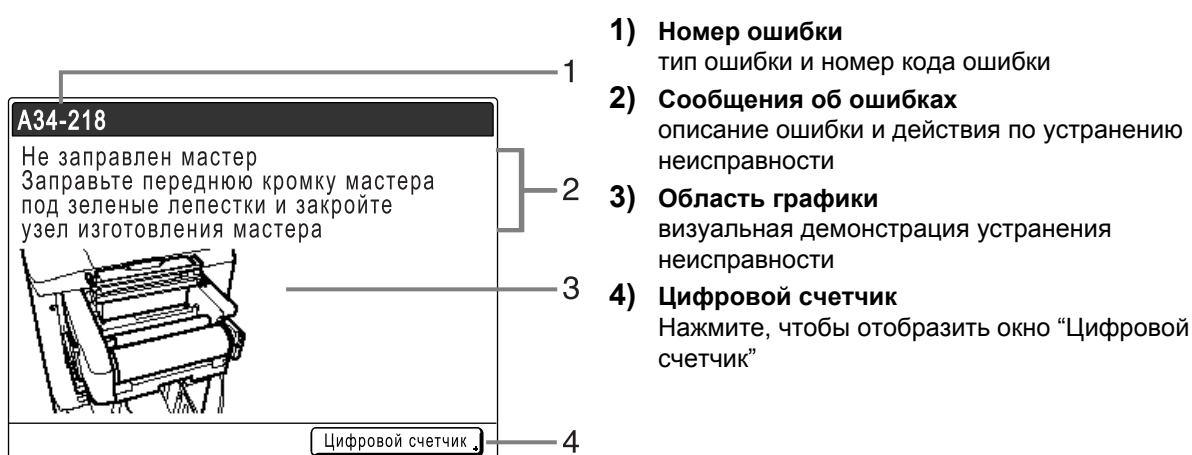 A34-218
Не заправлен мастер
Заправьте переднюю кромку мастера
под зеленые лепестки и закройте
узел изготовления мастера
Цифровой счетчик
1
2
3
4
1) Номер ошибки
тип ошибки и номер кода ошибки
2) Сообщения об ошибках
описание ошибки и действия по устранению
неисправности
3) Область графики
визуальная демонстрация устранения
неисправности
4) Цифровой счетчик
Нажмите, чтобы отобразить окно “Цифровой
счетчик”